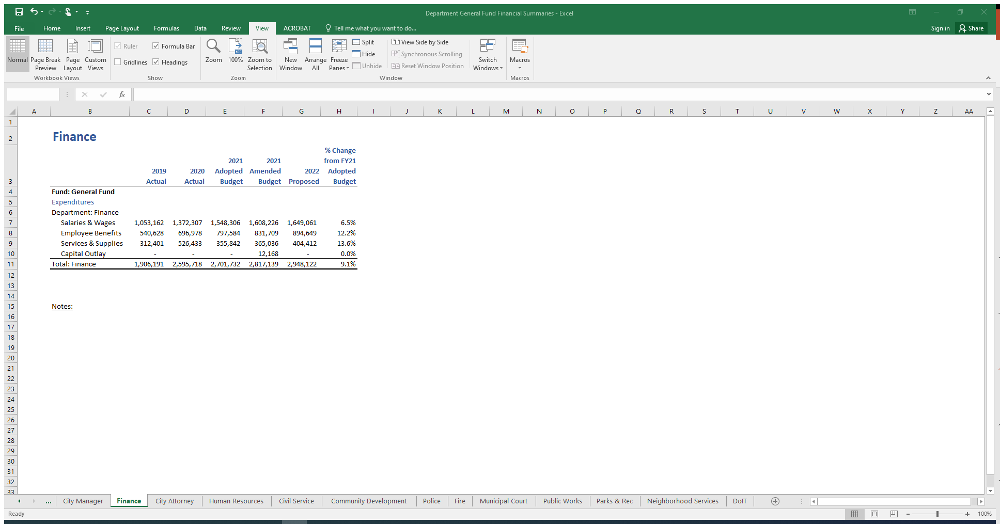 Department General Fund Financial Summaries - Excel
File Home Insert Page Layout Formulas Data Review View ACROBAT Tell me what you want to do... Sign in Share
Normal Page Break Preview Page Layout Custom Views
Workbook Views
Ruler Formula Bar
Gridlines Headings
Show
Zoom 100% Zoom to Selection
Zoom
New Window Arrange All Freeze Panes
Split
Hide
Unhide
View Side by Side
Synchronous Scrolling
Reset Window Position
Switch Windows
Window
Macros
Macros
fx
A B C D E F G H I J K L M N O P Q R S T U V W X Y Z AA
1
2 Finance
% Change
2021 2021 from FY21
2019 2020 Adopted Amended 2022 Adopted
3 Actual Actual Budget Budget Proposed Budget
4 Fund: General Fund
5 Expenditures
6 Department: Finance
7 Salaries & Wages 1,053,162 1,372,307 1,548,306 1,608,226 1,649,061 6.5%
8 Employee Benefits 540,628 696,978 797,584 831,709 894,649 12.2%
9 Services & Supplies 312,401 526,433 355,842 365,036 404,412 13.6%
10 Capital Outlay - - - 12,168 - 0.0%
11 Total: Finance 1,906,191 2,595,718 2,701,732 2,817,139 2,948,122 9.1%
12
13
14
15 Notes:
16
17
18
19
20
21
22
23
24
25
26
27
28
29
30
31
32
33
... City Manager Finance City Attorney Human Resources Civil Service Community Development Police Fire Municipal Court Public Works Parks & Rec Neighborhood Services DoIT
Ready 100%